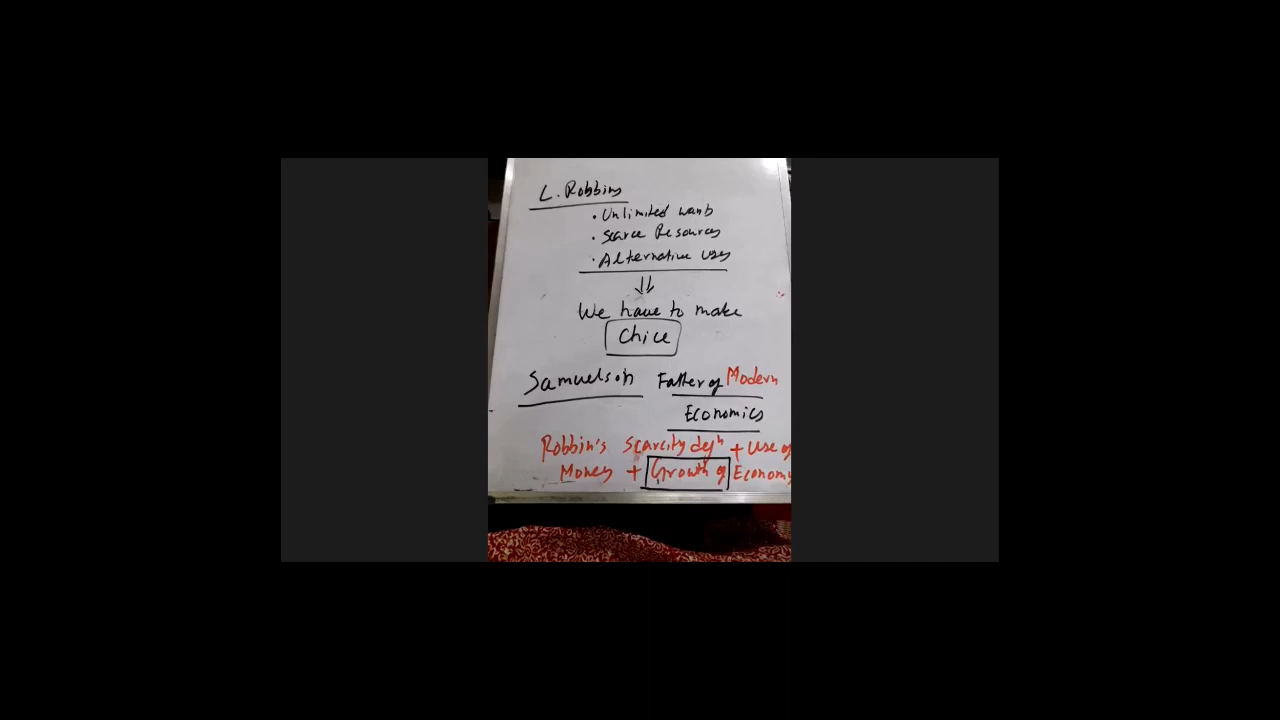 L. Robbins
· Unlimited wants
· Scarce Resources
· Alternative Uses
We have to make
Chice
Samuelson Father of Modern
Economics
Robbin's Scarcity defn + Use of
Money + Growth of Economy